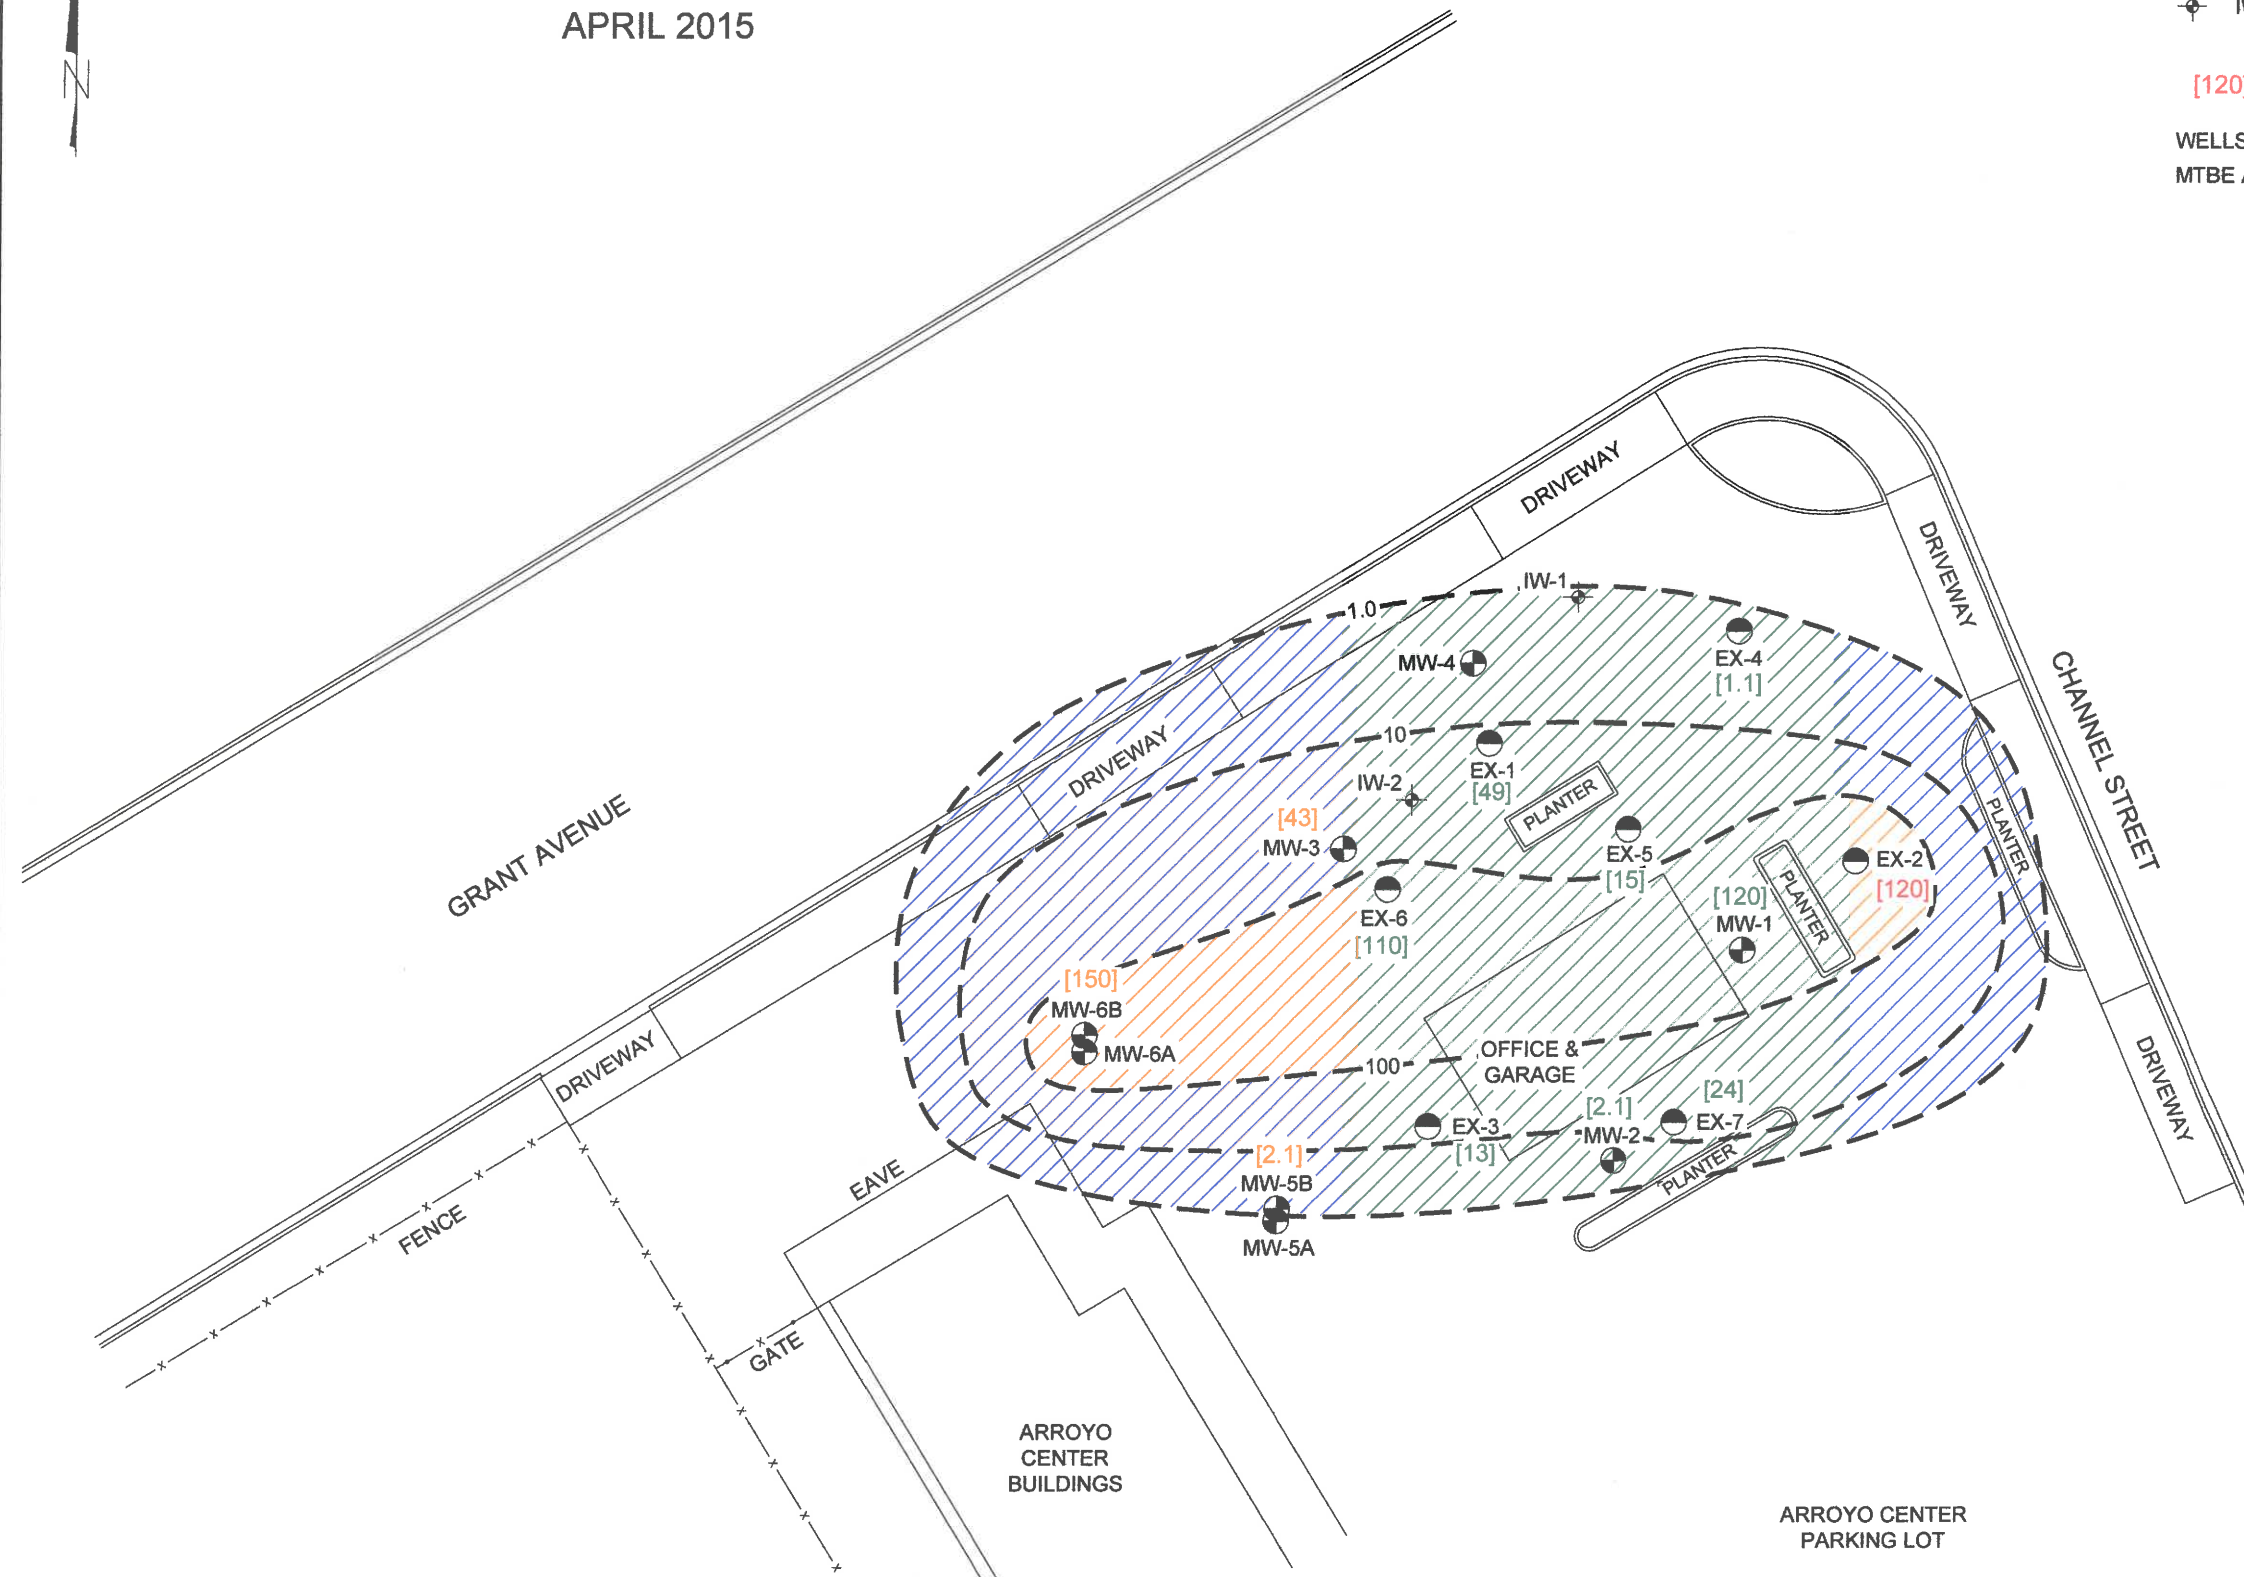 APRIL 2015
N
[120]
WELLS
MTBE
DRIVEWAY
DRIVEWAY
CHANNEL STREET
IW-1
1.0
MW-4
EX-4
[1.1]
10
EX-1
[49]
IW-2
PLANTER
DRIVEWAY
[43]
MW-3
EX-5
[15]
PLANTER
EX-2
[120]
GRANT AVENUE
[120]
MW-1
PLANTER
EX-6
[110]
[150]
MW-6B
MW-6A
DRIVEWAY
100
OFFICE &
GARAGE
DRIVEWAY
[24]
EX-7
[2.1]
MW-2
EX-3
[13]
PLANTER
[2.1]
MW-5B
MW-5A
EAVE
FENCE
GATE
ARROYO
CENTER
BUILDINGS
ARROYO CENTER
PARKING LOT